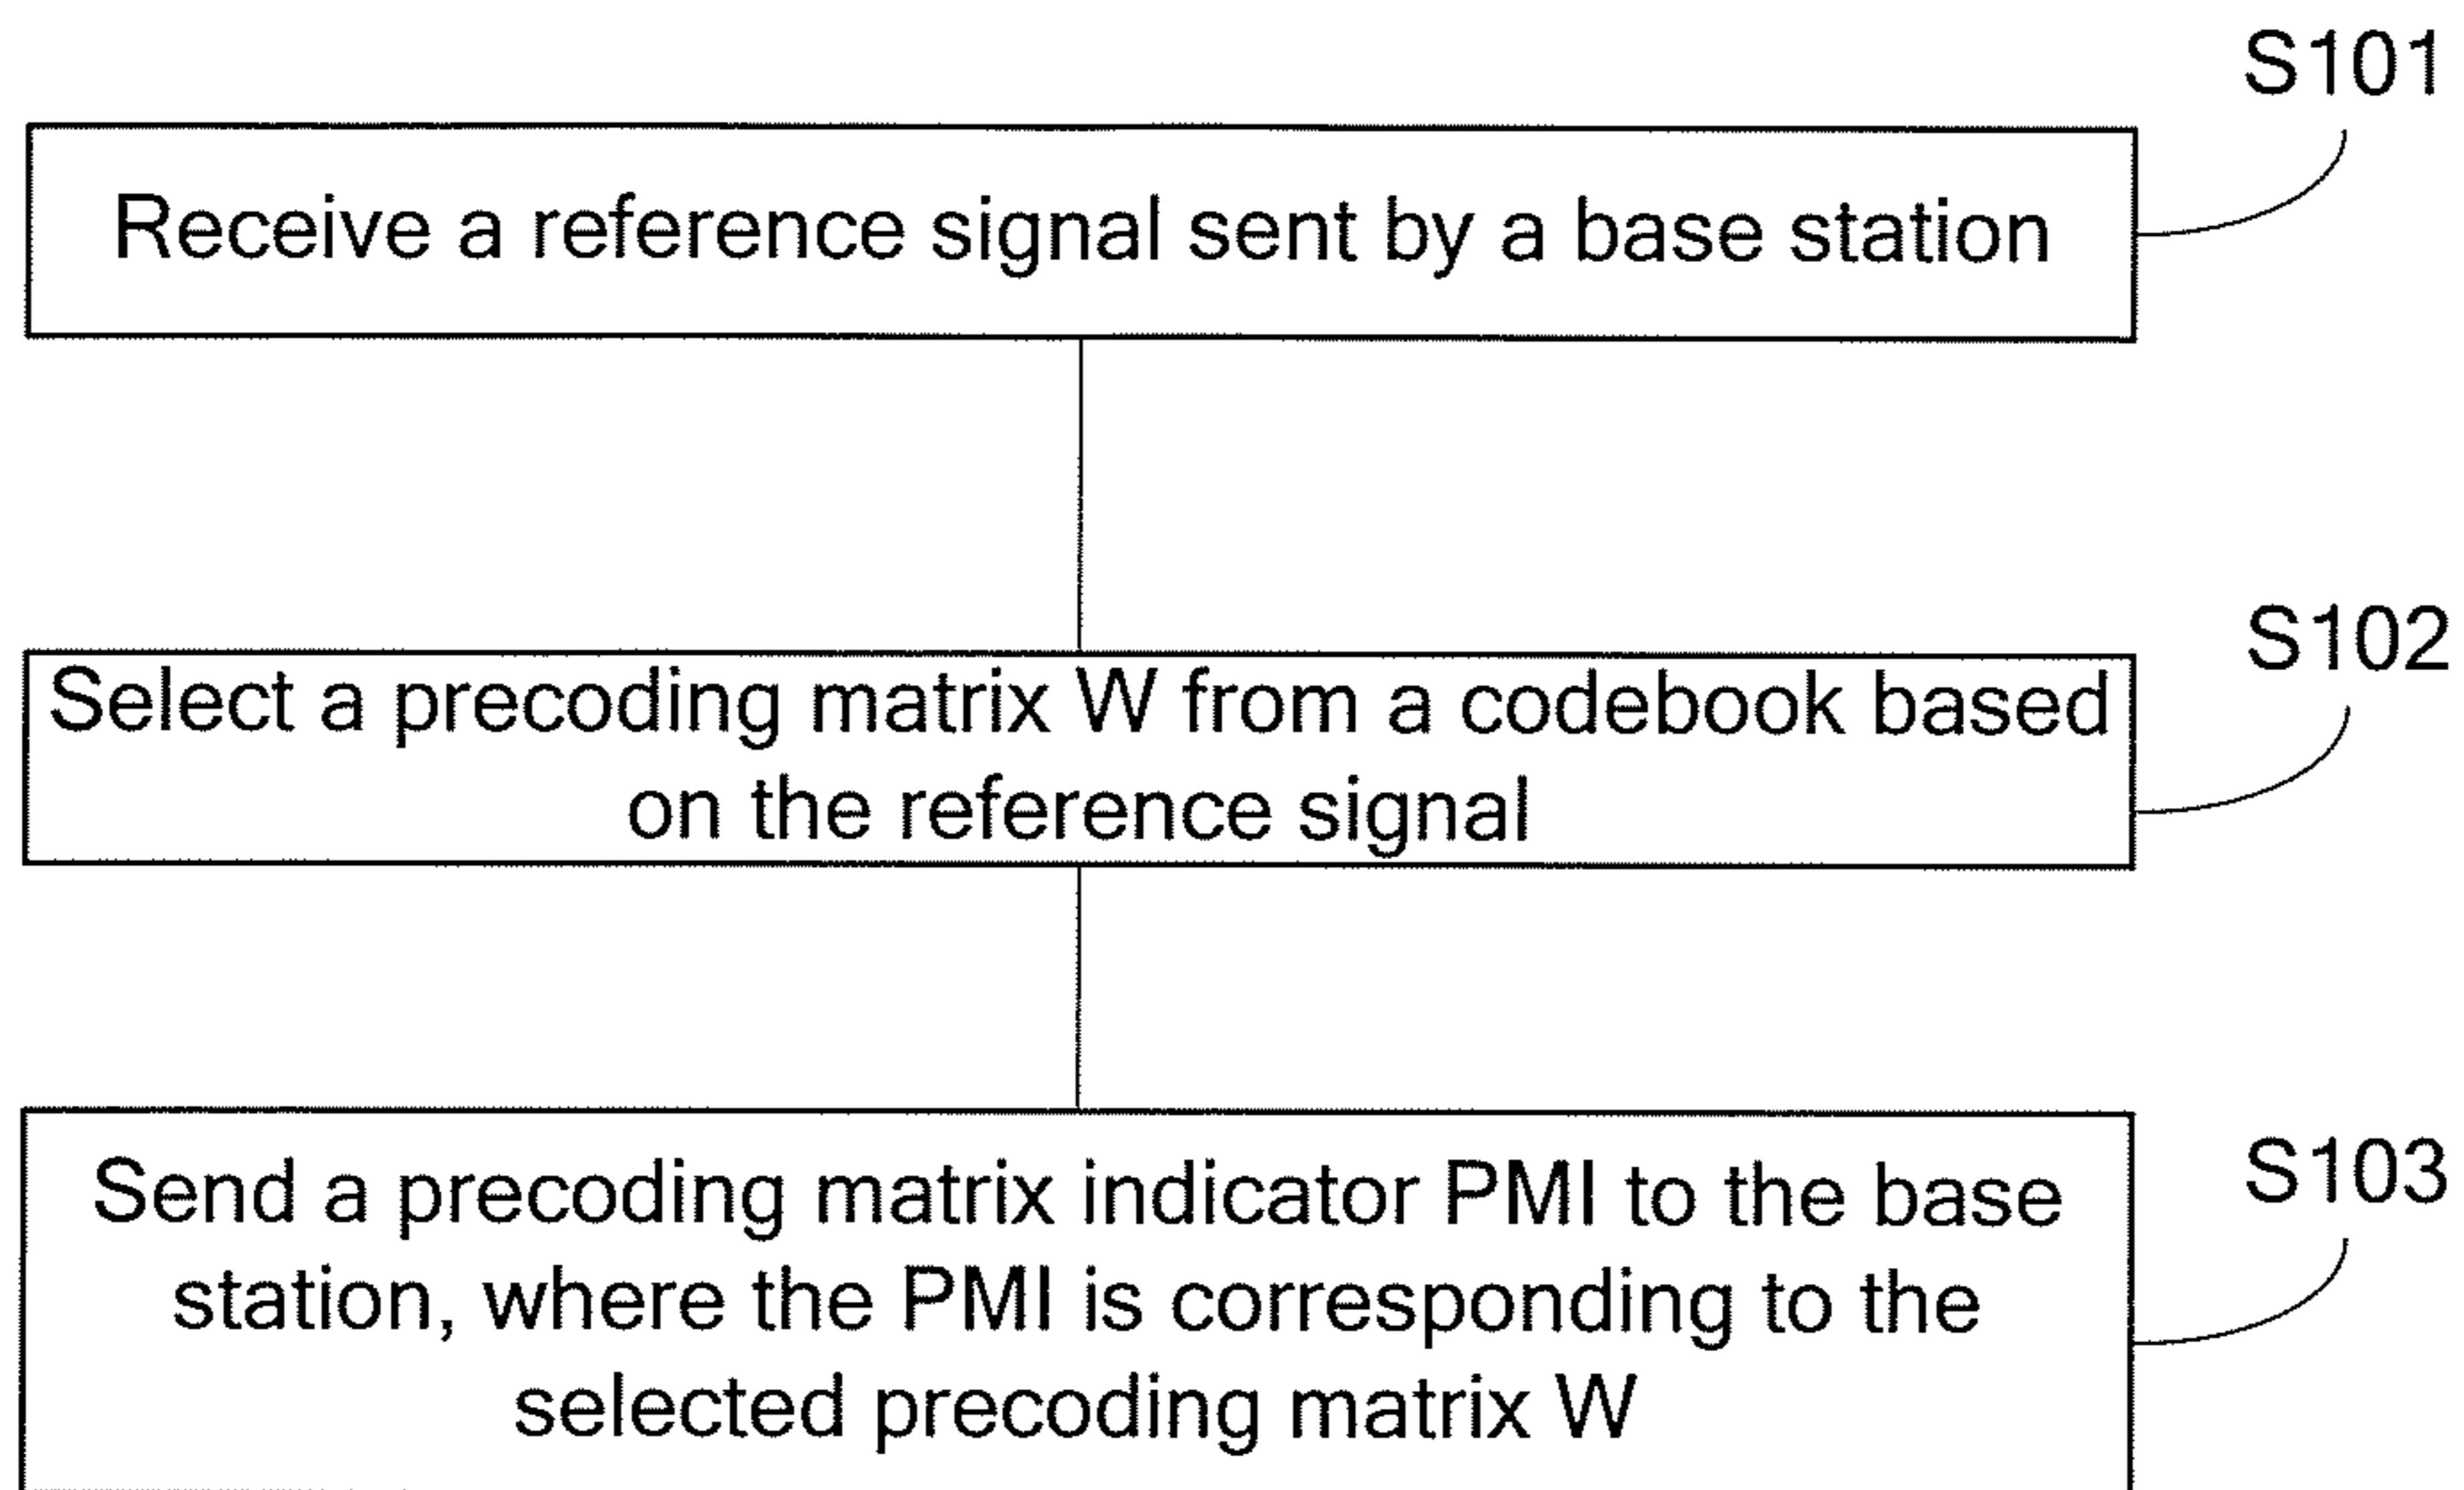 S101
Receive a reference signal sent by a base station
S102
Select a precoding matrix W from a codebook based
on the reference signal
S103
Send a precoding matrix indicator PMI to the base
station, where the PMI is corresponding to the
selected precoding matrix W